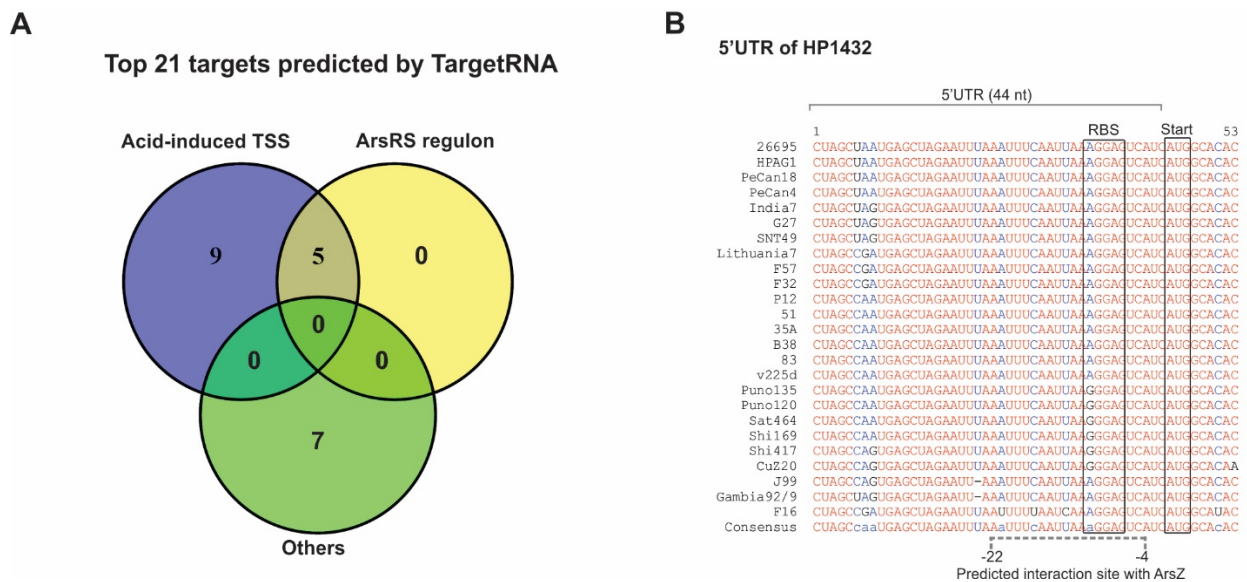 A
Top 21 targets predicted by TargetRNA
Acid-induced TSS
ArsRS regulon
9
5
0
0
0
0
7
Others
B
5'UTR of HP1432
5'UTR (44 nt)
1 RBS Start 53
26695 CUAGCUAAUGAGCUAGAAUUUAAAUUUCAAUUAAAGGAGUCAUCAUGGCACAC
HPAG1 CUAGCUAAUGAGCUAGAAUUUAAAUUUCAAUUAAAGGAGUCAUCAUGGCACAC
PeCan18 CUAGCUAAUGAGCUAGAAUUUAAAUUUCAAUUAAAGGAGUCAUCAUGGCACAC
PeCan4 CUAGCUAAUGAGCUAGAAUUUAAAUUUCAAUUAAAGGAGUCAUCAUGGCACAC
India7 CUAGCUAGUGAGCUAGAAUUUAAAUUUCAAUUAAAGGAGUCAUCAUGGCACAC
G27 CUAGCUAGUGAGCUAGAAUUUAAAUUUCAAUUAAAGGAGUCAUCAUGGCACAC
SNT49 CUAGCUAGUGAGCUAGAAUUUAAAUUUCAAUUAAAGGAGUCAUCAUGGCACAC
Lithuania7 CUAGCCGAUGAGCUAGAAUUUAAAUUUCAAUUAAAGGAGUCAUCAUGGCACAC
F57 CUAGCCGAUGAGCUAGAAUUUAAAUUUCAAUUAAAGGAGUCAUCAUGGCACAC
F32 CUAGCCGAUGAGCUAGAAUUUAAAUUUCAAUUAAAGGAGUCAUCAUGGCACAC
P12 CUAGCCAAUGAGCUAGAAUUUAAAUUUCAAUUAAAGGAGUCAUCAUGGCACAC
51 CUAGCCAAUGAGCUAGAAUUUAAAUUUCAAUUAAAGGAGUCAUCAUGGCACAC
35A CUAGCCAAUGAGCUAGAAUUUAAAUUUCAAUUAAAGGAGUCAUCAUGGCACAC
B38 CUAGCCAAUGAGCUAGAAUUUAAAUUUCAAUUAAAGGAGUCAUCAUGGCACAC
83 CUAGCCAAUGAGCUAGAAUUUAAAUUUCAAUUAAAGGAGUCAUCAUGGCACAC
v225d CUAGCCAAUGAGCUAGAAUUUAAAUUUCAAUUAAAGGAGUCAUCAUGGCACAC
Puno135 CUAGCCAAUGAGCUAGAAUUUAAAUUUCAAUUAAGGGAGUCAUCAUGGCACAC
Puno120 CUAGCCAAUGAGCUAGAAUUUAAAUUUCAAUUAAGGGAGUCAUCAUGGCACAC
Sat464 CUAGCCAAUGAGCUAGAAUUUAAAUUUCAAUUAAGGGAGUCAUCAUGGCACAC
Shi169 CUAGCCAAUGAGCUAGAAUUUAAAUUUCAAUUAAGGGAGUCAUCAUGGCACAC
Shi417 CUAGCCAGUGAGCUAGAAUUUAAAUUUCAAUUAAGGGAGUCAUCAUGGCACAC
CuZ20 CUAGCCAGUGAGCUAGAAUUUAAAUUUCAAUUAAGGGAGUCAUCAUGGCACAA
J99 CUAGCCAGUGAGCUAGAAUU-AAAUUUCAAUUAAAGGAGUCAUCAUGGCACAC
Gambia92/9 CUAGCUAGUGAGCUAGAAUU-AAAUUUCAAUUAAAGGAGUCAUCAUGGCACAC
F16 CUAGCCGAUGAGCUAGAAUUUAAUUUUUAAUCAAAGGAGUCAUCAUGGCAUAC
Consensus CUAGCcaaUGAGCUAGAAUUUAAaUUUcAAUUAAaGGAGUCAUCAUGGCAcAC
-22 -4
Predicted interaction site with ArsZ